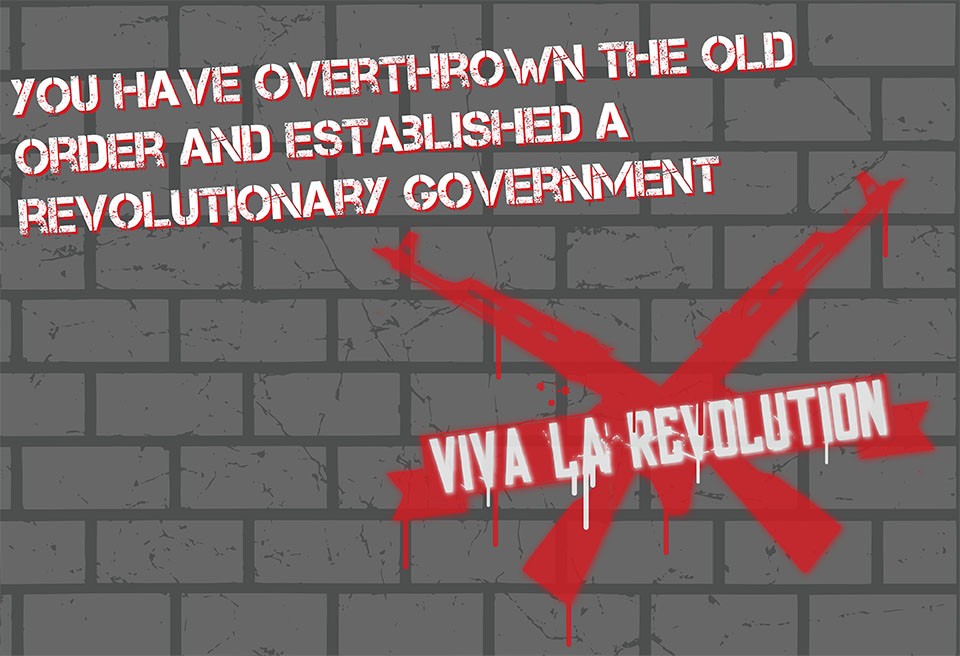 YOU HAVE OVERTHROWN THE OLD
ORDER AND ESTABLISHED A
REVOLUTIONARY GOVERNMENT
VIVA LA REVOLUTION